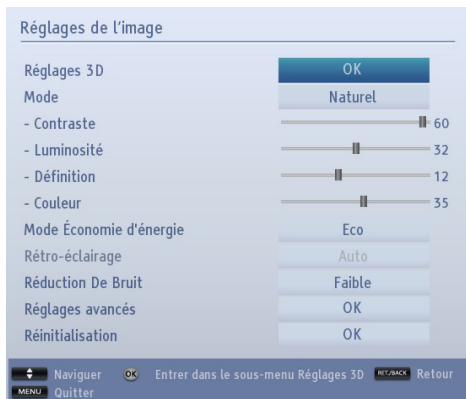 Réglages de l'image
Réglages 3D OK
Mode Naturel
- Contraste 60
- Luminosité 32
- Définition 12
- Couleur 35
Mode Économie d'énergie Eco
Rétro-éclairage Auto
Réduction De Bruit Faible
Réglages avancés OK
Réinitialisation OK
Naviguer OK Entrer dans le sous-menu Réglages 3D RET./BACK Retour
MENU Quitter